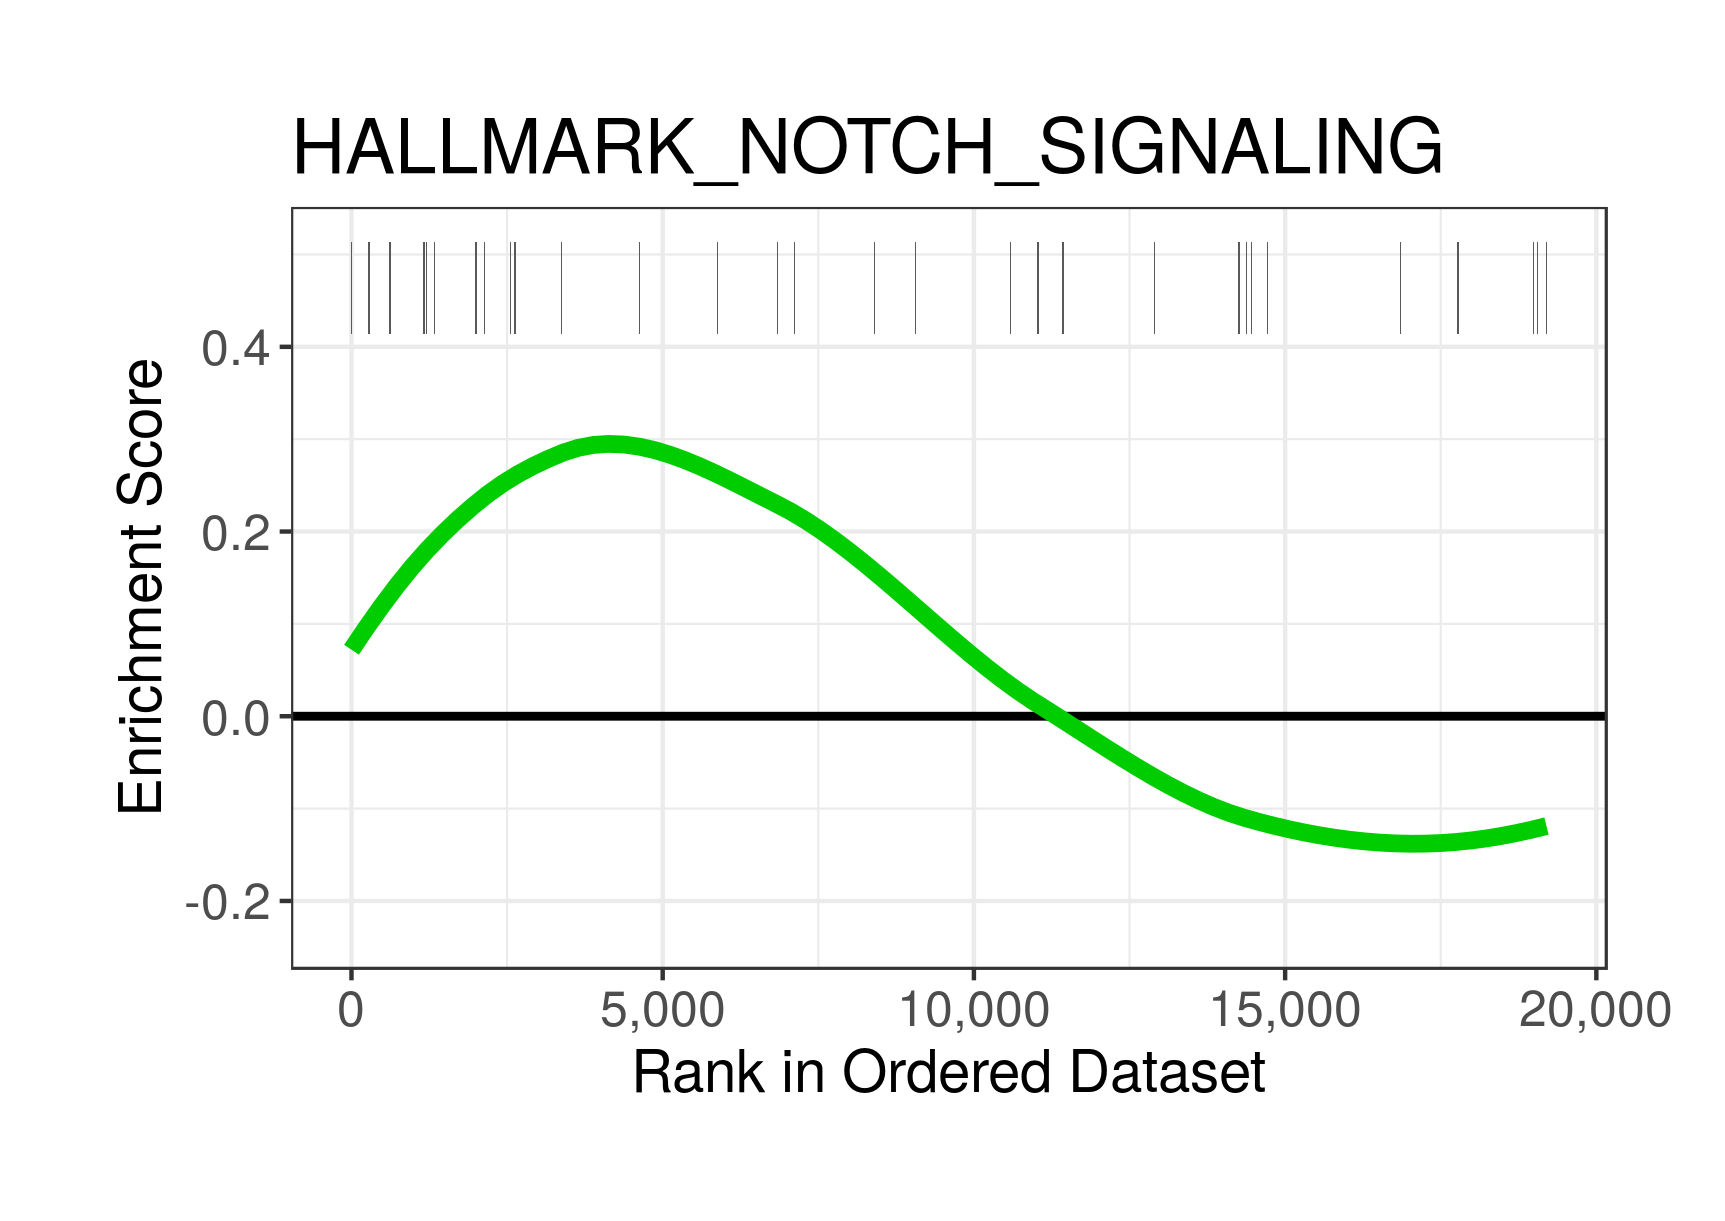 HALLMARK_NOTCH_SIGNALING
0.4
0.2
0.0
-0.2
Enrichment Score
0 5,000 10,000 15,000 20,000
Rank in Ordered Dataset